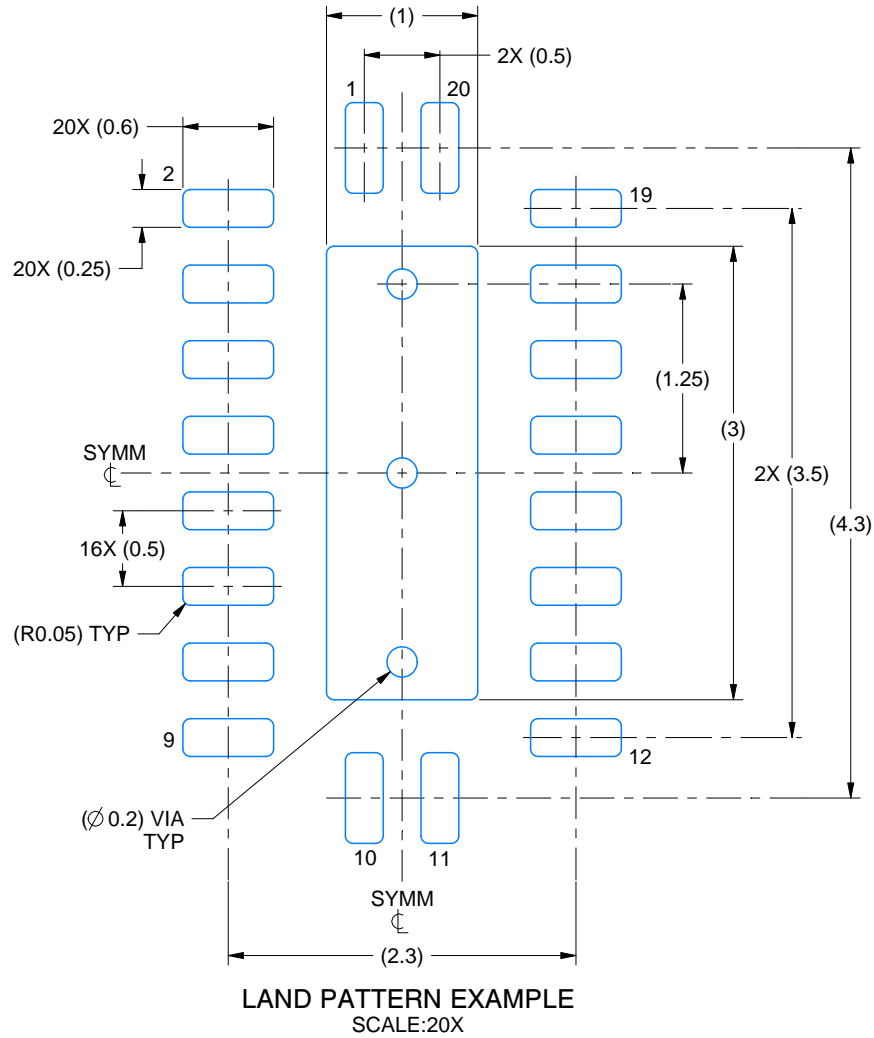 (1)
2X (0.5)
1
20
20X (0.6)
2
19
20X (0.25)
(1.25)
(3)
SYMM
℄
2X (3.5)
(4.3)
16X (0.5)
(R0.05) TYP
9
12
(∅ 0.2) VIA
TYP
10
11
SYMM
℄
(2.3)
LAND PATTERN EXAMPLE
SCALE:20X